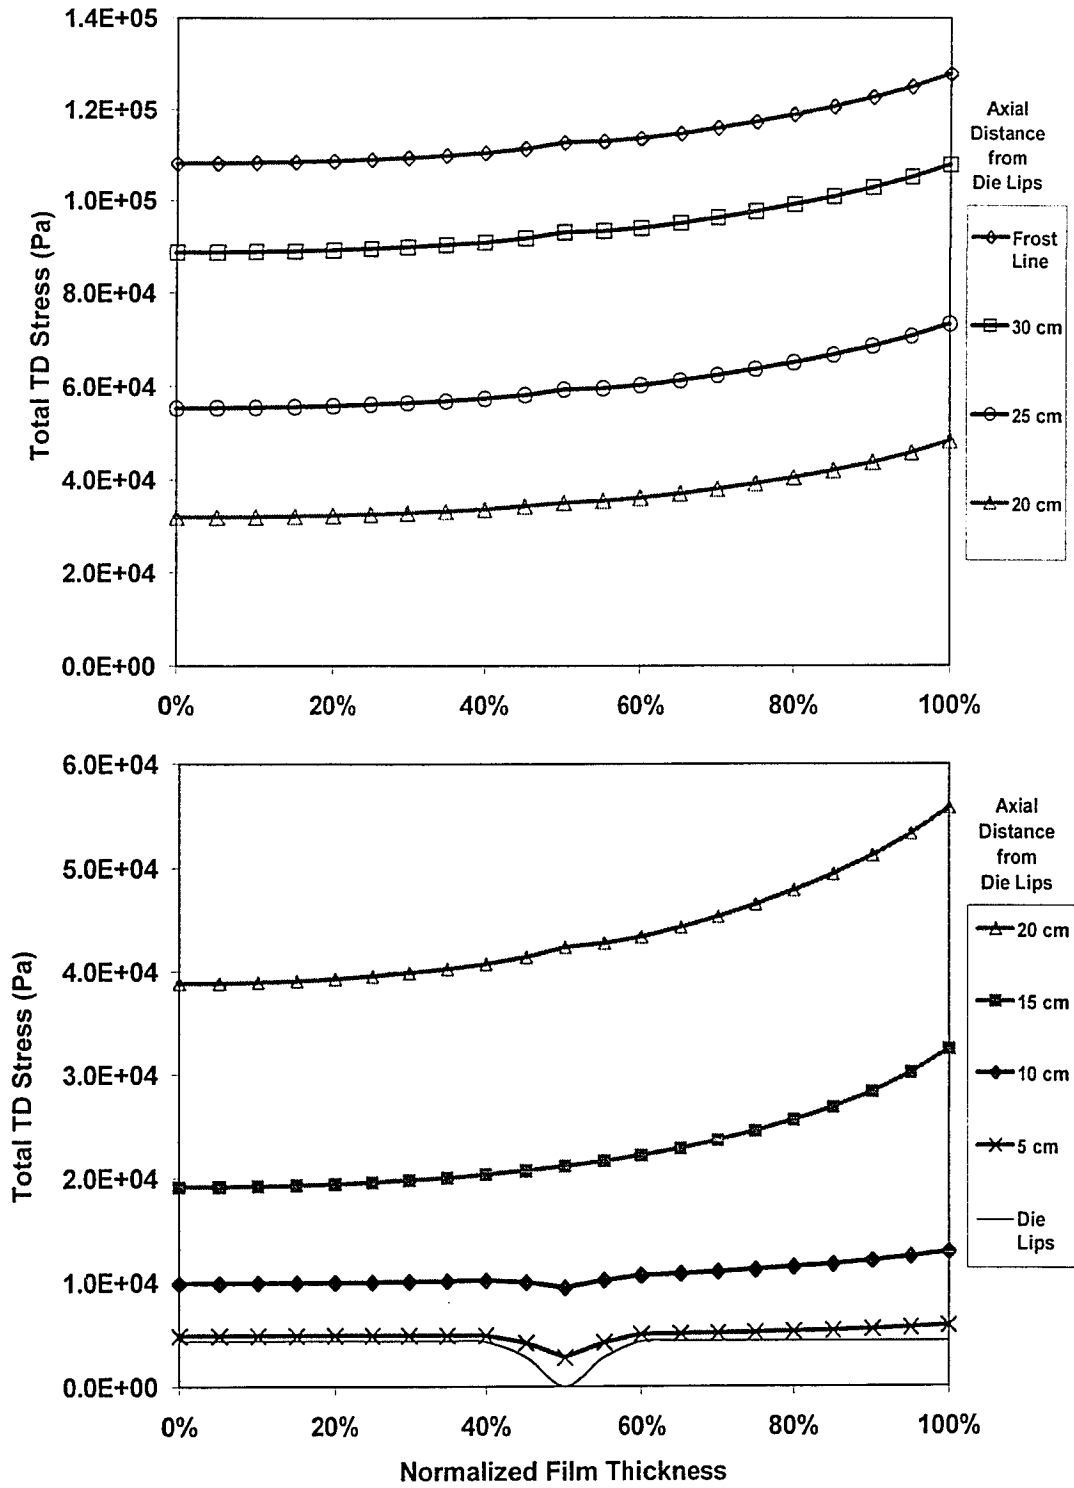 1.4E+05
1.2E+05
1.0E+05
8.0E+04
6.0E+04
4.0E+04
2.0E+04
0.0E+00
Total TD Stress (Pa)
0%
20%
40%
60%
80%
100%
Axial
Distance
from
Die Lips
Frost
Line
30 cm
25 cm
20 cm
6.0E+04
5.0E+04
4.0E+04
3.0E+04
2.0E+04
1.0E+04
0.0E+00
Total TD Stress (Pa)
0%
20%
40%
60%
80%
100%
Normalized Film Thickness
Axial
Distance
from
Die Lips
20 cm
15 cm
10 cm
5 cm
Die
Lips